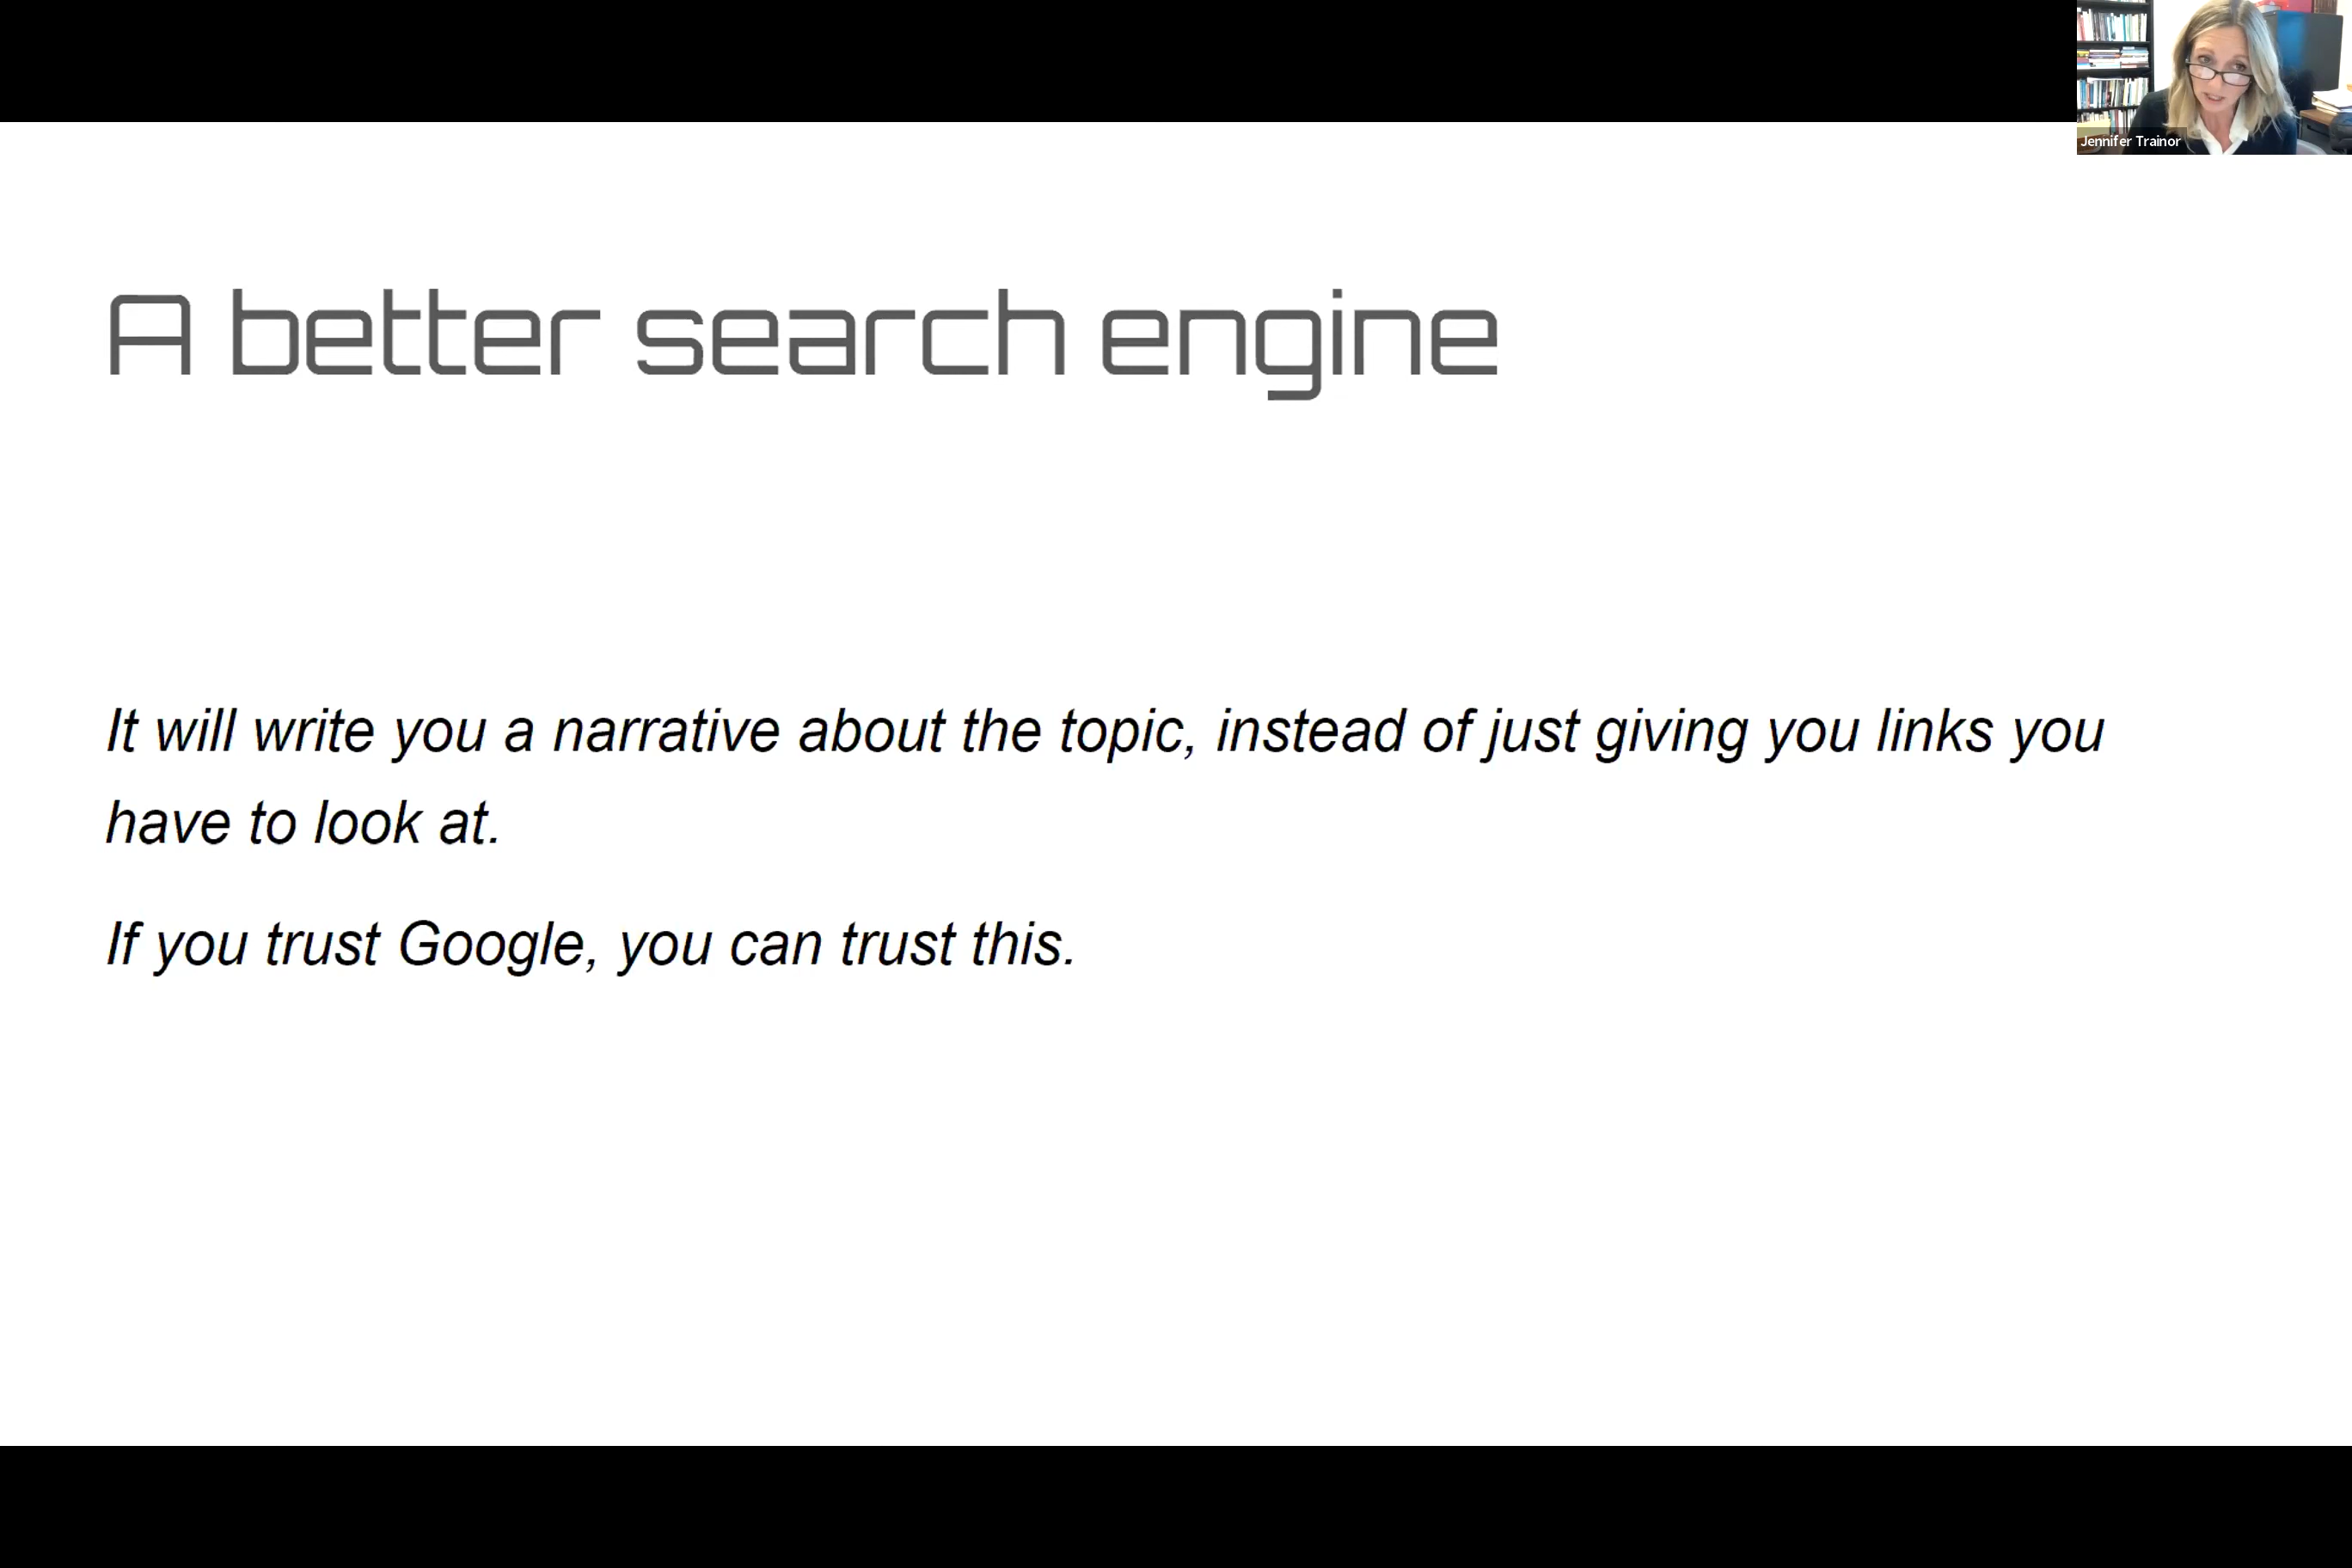 Jennifer Trainor
A better search engine
It will write you a narrative about the topic, instead of just giving you links you
have to look at.
If you trust Google, you can trust this.